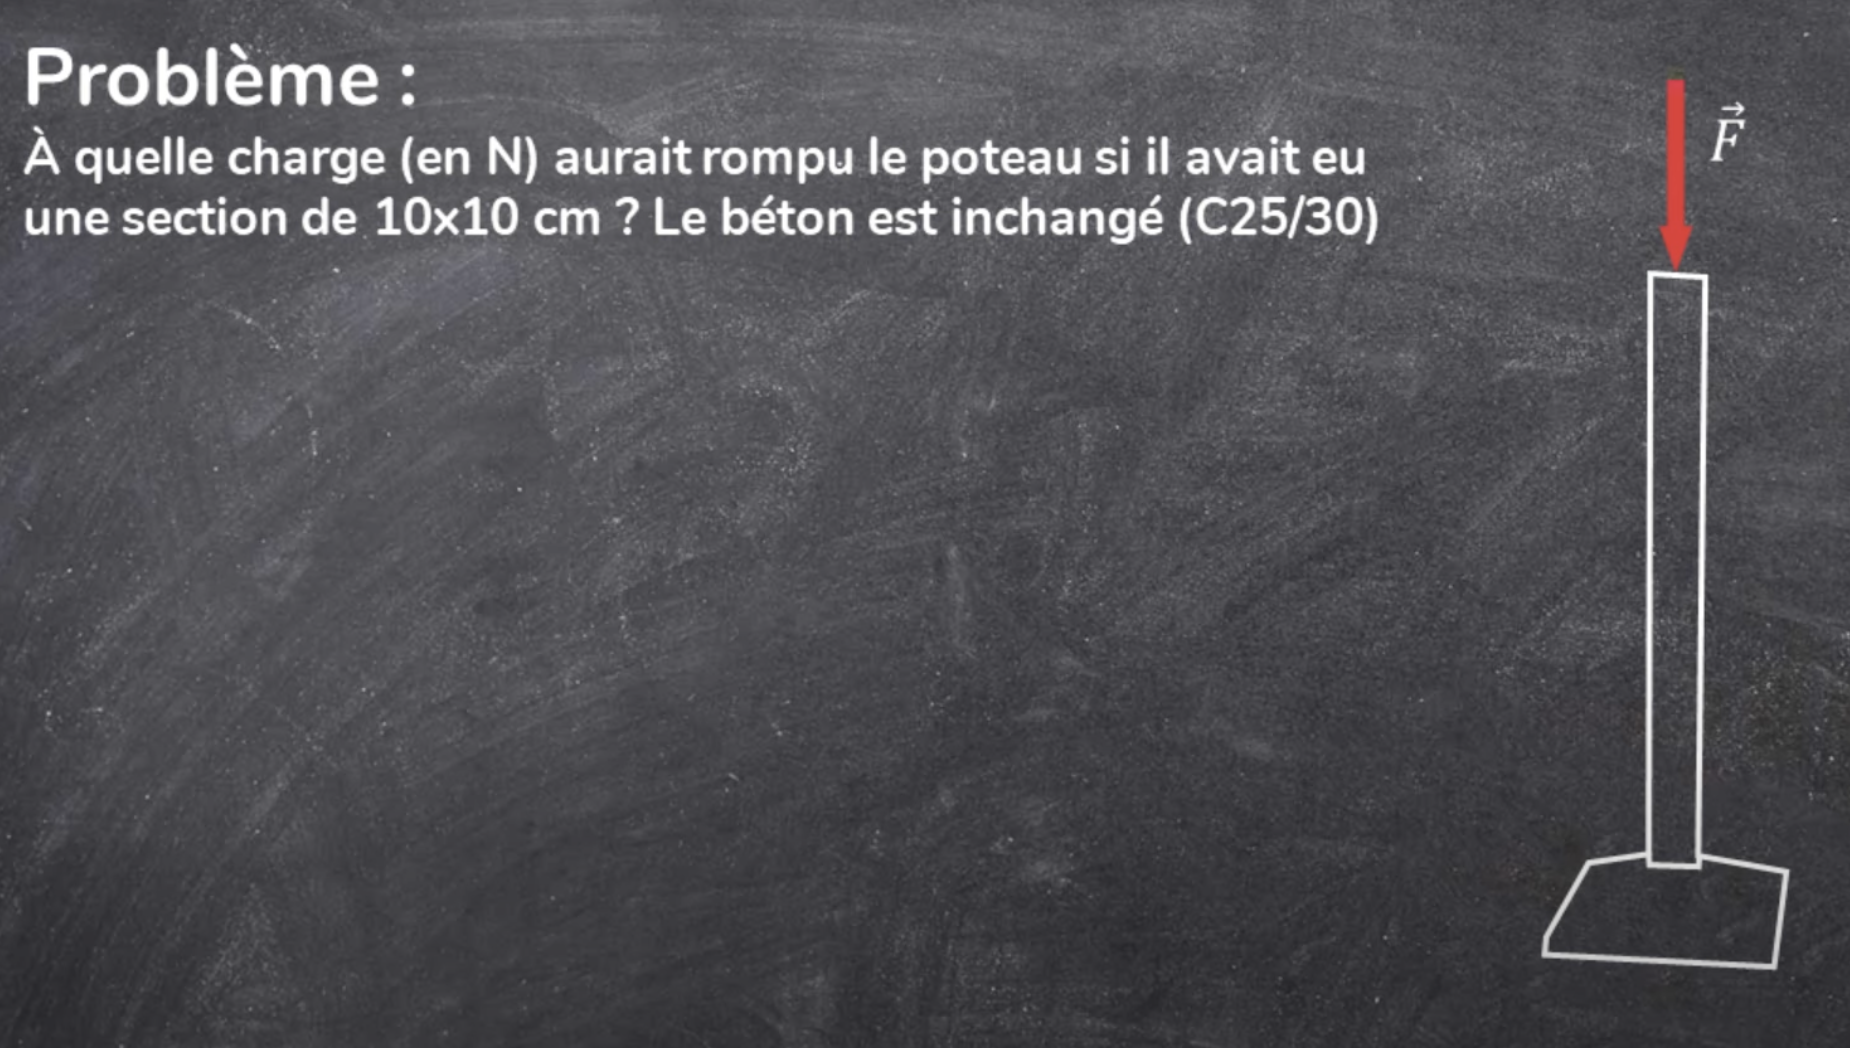 Problème :
À quelle charge (en N) aurait rompu le poteau si il avait eu
une section de 10x10 cm ? Le béton est inchangé (C25/30)
F⃗